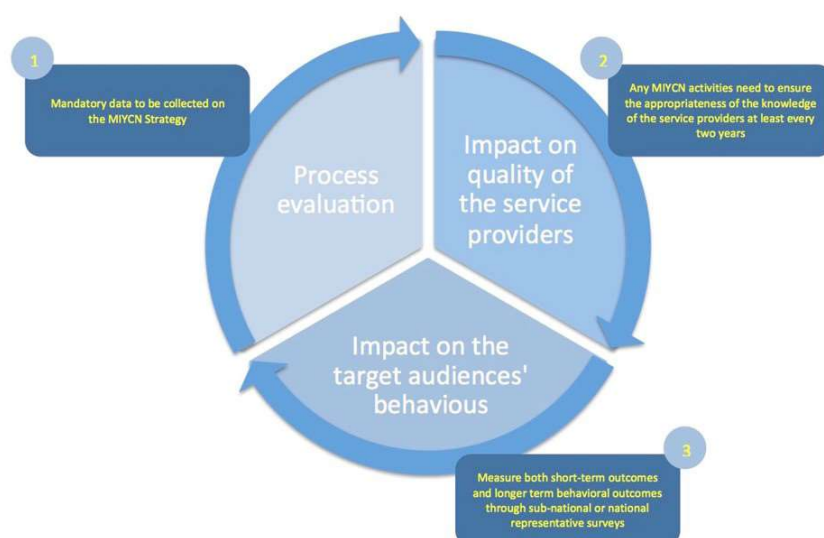 1
Mandatory data to be collected on
the MIYCN Strategy
Process
evaluation
2
Any MIYCN activities need to ensure
the appropriateness of the knowledge
of the service providers at least every
two years
Impact on
quality of
the service
providers
Impact on the
target audiences'
behavious
3
Measure both short-term outcomes
and longer term behavioral outcomes
through sub-national or national
representative surveys